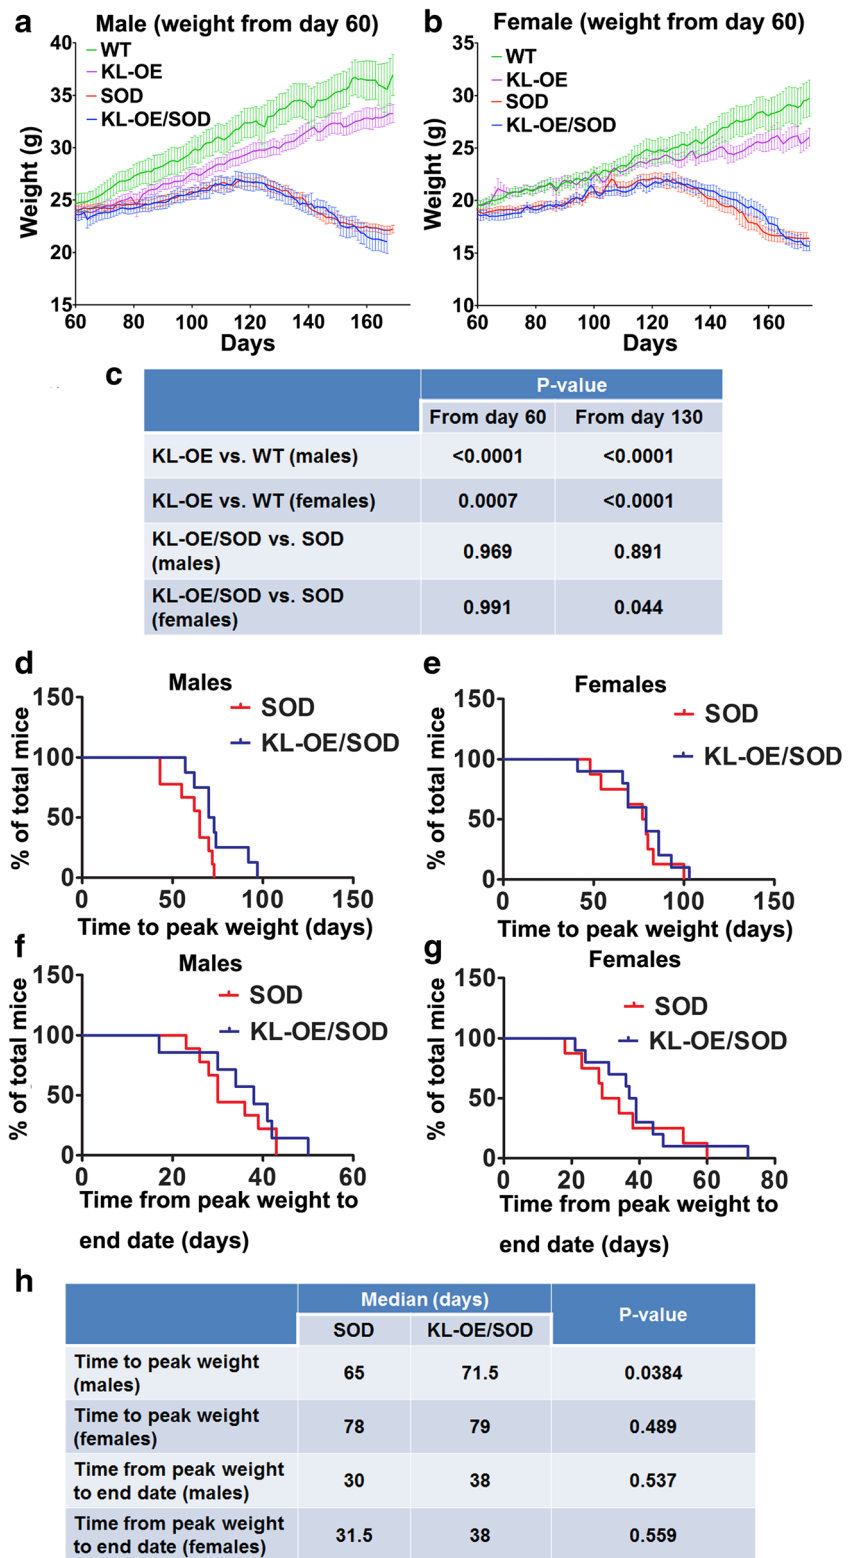 a
Male (weight from day 60)
40
35
30
25
20
15
Weight (g)
WT
KL-OE
SOD
KL-OE/SOD
60 80 100 120 140 160
Days
b
Female (weight from day 60)
35
30
25
20
15
10
Weight (g)
WT
KL-OE
SOD
KL-OE/SOD
60 80 100 120 140 160
Days
c
P-value
From day 60 From day 130
KL-OE vs. WT (males) <0.0001 <0.0001
KL-OE vs. WT (females) 0.0007 <0.0001
KL-OE/SOD vs. SOD
(males) 0.969 0.891
KL-OE/SOD vs. SOD
(females) 0.991 0.044
d
Males
150
100
50
0
% of total mice
SOD
KL-OE/SOD
0 50 100 150
Time to peak weight (days)
e
Females
150
100
50
0
% of total mice
SOD
KL-OE/SOD
0 50 100 150
Time to peak weight (days)
f
Males
150
100
50
0
% of total mice
SOD
KL-OE/SOD
0 20 40 60
Time from peak weight to
end date (days)
g
Females
150
100
50
0
% of total mice
SOD
KL-OE/SOD
0 20 40 60 80
Time from peak weight to
end date (days)
h
Median (days) P-value
SOD KL-OE/SOD
Time to peak weight
(males) 65 71.5 0.0384
Time to peak weight
(females) 78 79 0.489
Time from peak weight
to end date (males) 30 38 0.537
Time from peak weight
to end date (females) 31.5 38 0.559